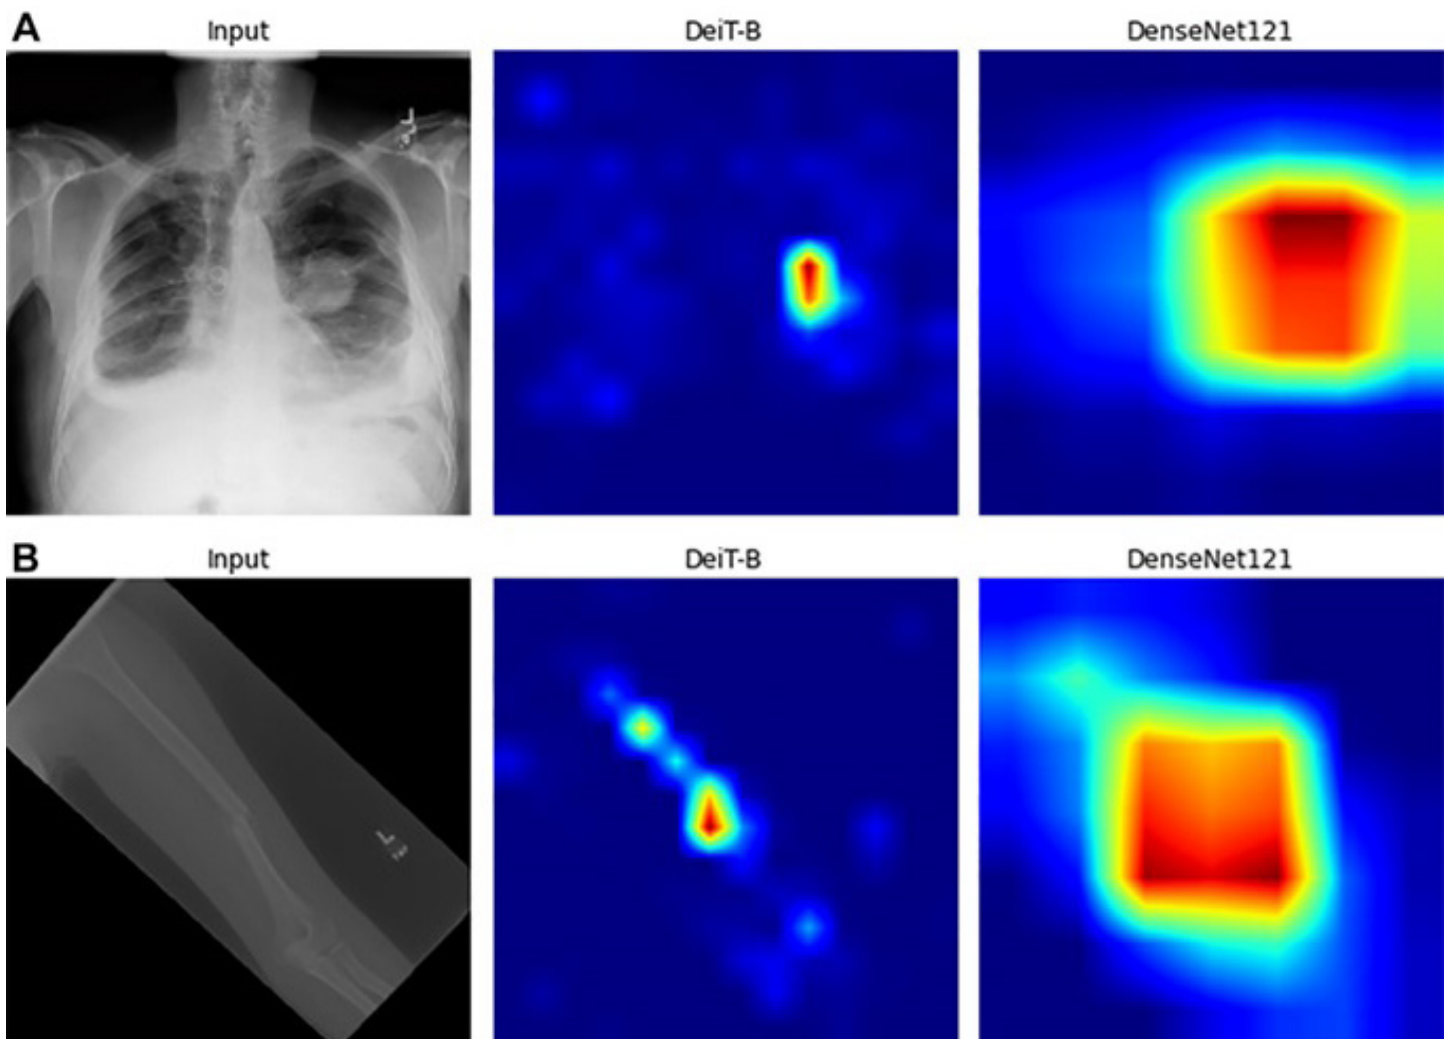 A
Input
DeiT-B
DenseNet121
L
B
Input
DeiT-B
DenseNet121
L